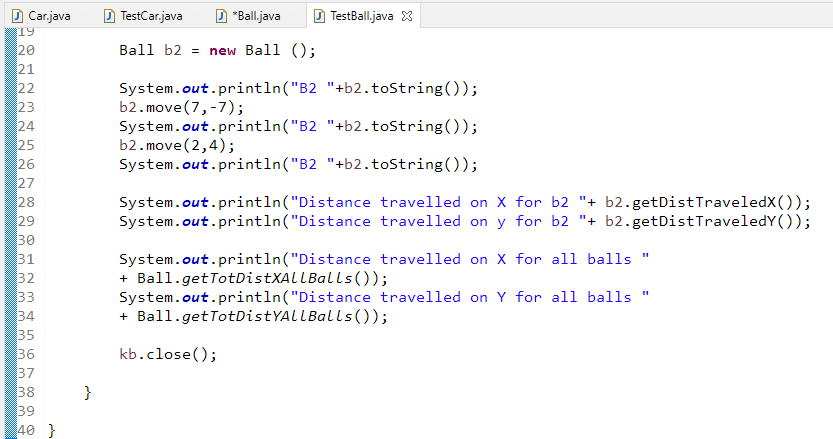 Car.java TestCar.java *Ball.java TestBall.java
19
20 Ball b2 = new Ball ();
21
22 System.out.println("B2 "+b2.toString());
23 b2.move(7,-7);
24 System.out.println("B2 "+b2.toString());
25 b2.move(2,4);
26 System.out.println("B2 "+b2.toString());
27
28 System.out.println("Distance travelled on X for b2 "+ b2.getDistTraveledX());
29 System.out.println("Distance travelled on y for b2 "+ b2.getDistTraveledY());
30
31 System.out.println("Distance travelled on X for all balls "
32 + Ball.getTotDistXAllBalls());
33 System.out.println("Distance travelled on Y for all balls "
34 + Ball.getTotDistYAllBalls());
35
36 kb.close();
37
38 }
39
40 }